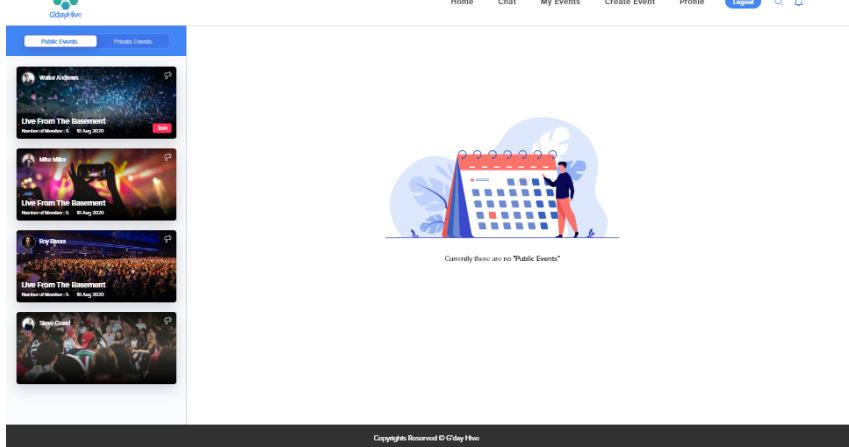 G'dayHive
Home Chat My Events Create Event Profile Logout
Public Events Private Events
Walter Andrews
Live From The Basement
Number of Member : 5 10 Aug 2020
Join
Mike Miller
Live From The Basement
Number of Member : 5 10 Aug 2020
Roy Rivera
Live From The Basement
Number of Member : 5 10 Aug 2020
Steve Grand
Currently there are no "Public Events"
Copyrights Reserved © G'day Hive